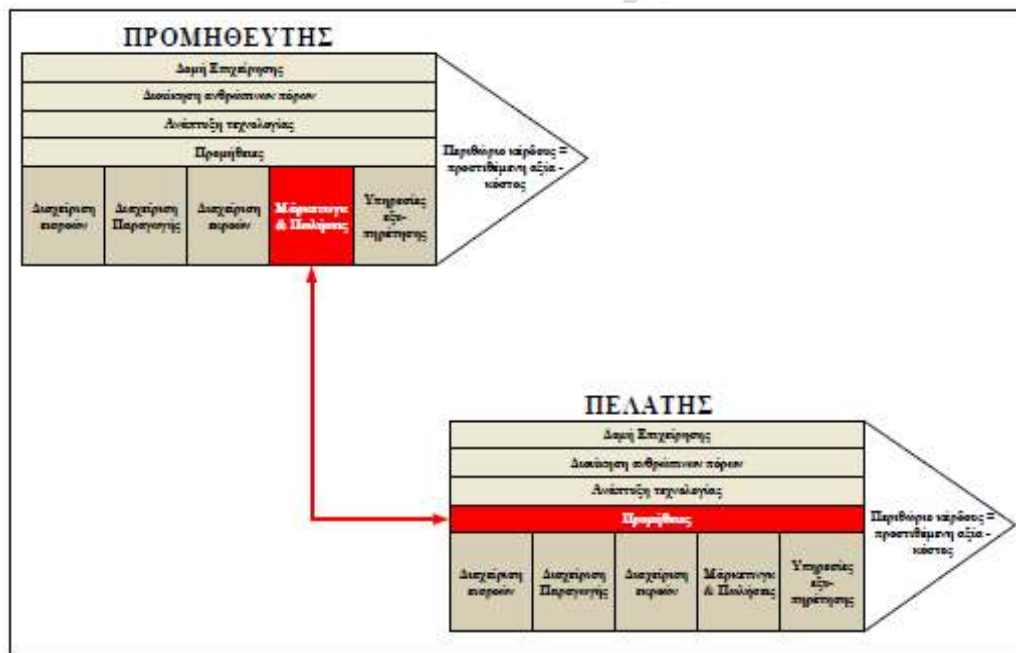 ΠΡΟΜΗΘΕΥΤΗΣ
Δομή Επιχείρησης
Διοίκηση ανθρώπινων πόρων
Ανάπτυξη τεχνολογίας
Προμήθειες
Διαχείριση
εισροών
Διαχείριση
Παραγωγής
Διαχείριση
εκροών
Μάρκετινγκ
& Πωλήσεις
Υπηρεσίες
εξυ-
πηρέτησης
Περιθώριο κέρδους =
προστιθέμενη αξία -
κόστος
ΠΕΛΑΤΗΣ
Δομή Επιχείρησης
Διοίκηση ανθρώπινων πόρων
Ανάπτυξη τεχνολογίας
Προμήθειες
Διαχείριση
εισροών
Διαχείριση
Παραγωγής
Διαχείριση
εκροών
Μάρκετινγκ
& Πωλήσεις
Υπηρεσίες
εξυ-
πηρέτησης
Περιθώριο κέρδους =
προστιθέμενη αξία -
κόστος